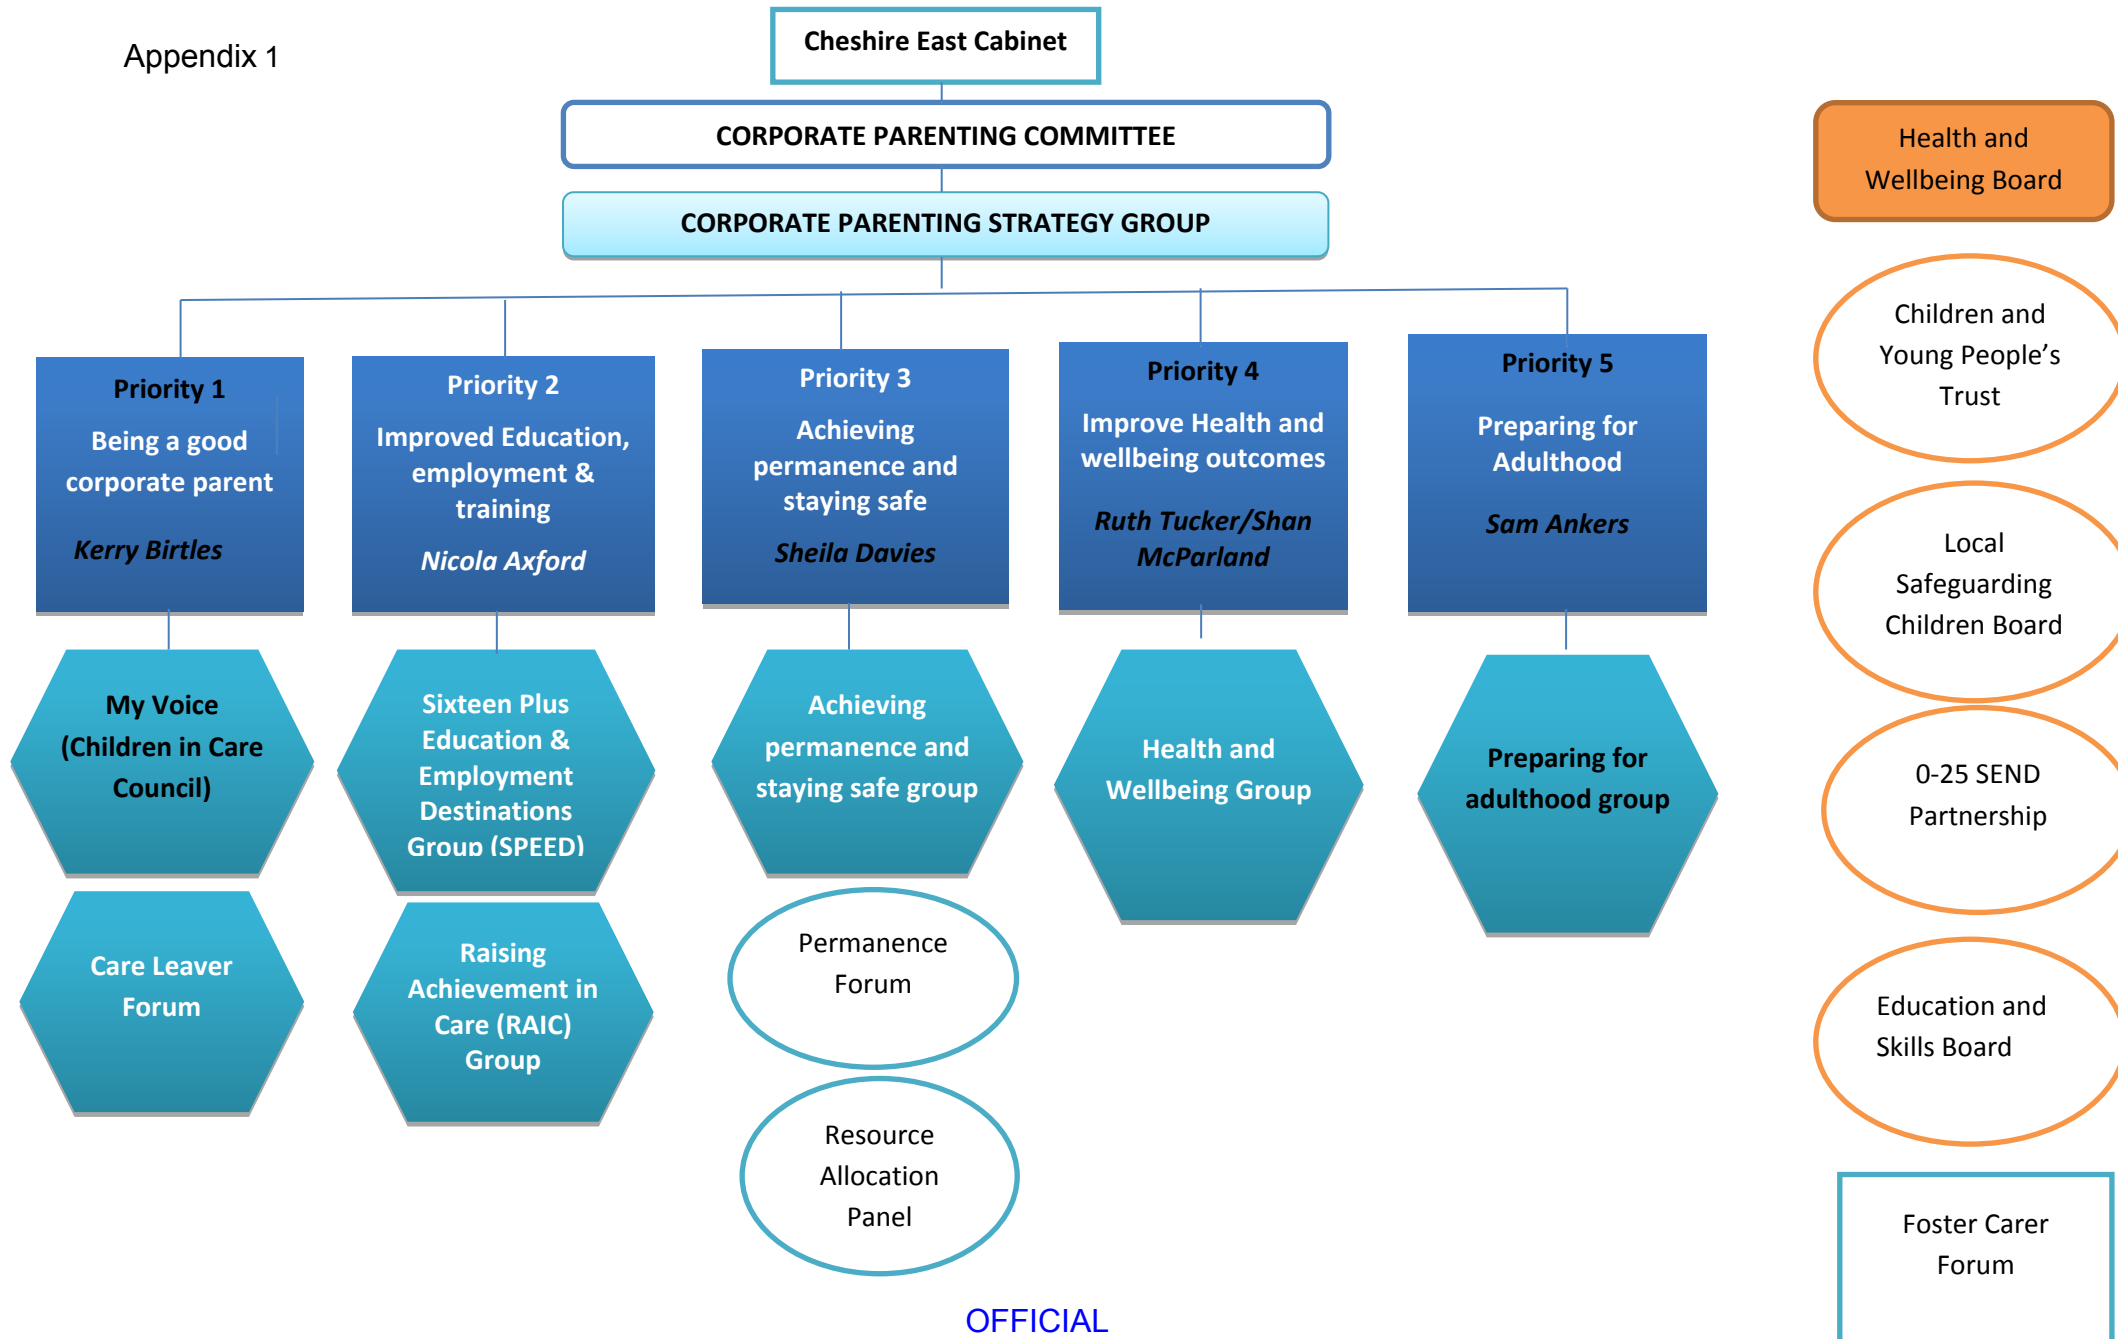 Appendix 1
Cheshire East Cabinet
CORPORATE PARENTING COMMITTEE
CORPORATE PARENTING STRATEGY GROUP
Priority 1
Being a good
corporate parent
Kerry Birtles
Priority 2
Improved Education,
employment &
training
Nicola Axford
Priority 3
Achieving
permanence and
staying safe
Sheila Davies
Priority 4
Improve Health and
wellbeing outcomes
Ruth Tucker/Shan
McParland
Priority 5
Preparing for
Adulthood
Sam Ankers
My Voice
(Children in Care
Council)
Care Leaver
Forum
Sixteen Plus
Education &
Employment
Destinations
Group (SPEED)
Raising
Achievement in
Care (RAIC)
Group
Achieving
permanence and
staying safe group
Permanence
Forum
Resource
Allocation
Panel
Health and
Wellbeing Group
Preparing for
adulthood group
Health and
Wellbeing Board
Children and
Young People’s
Trust
Local
Safeguarding
Children Board
0-25 SEND
Partnership
Education and
Skills Board
Foster Carer
Forum
OFFICIAL